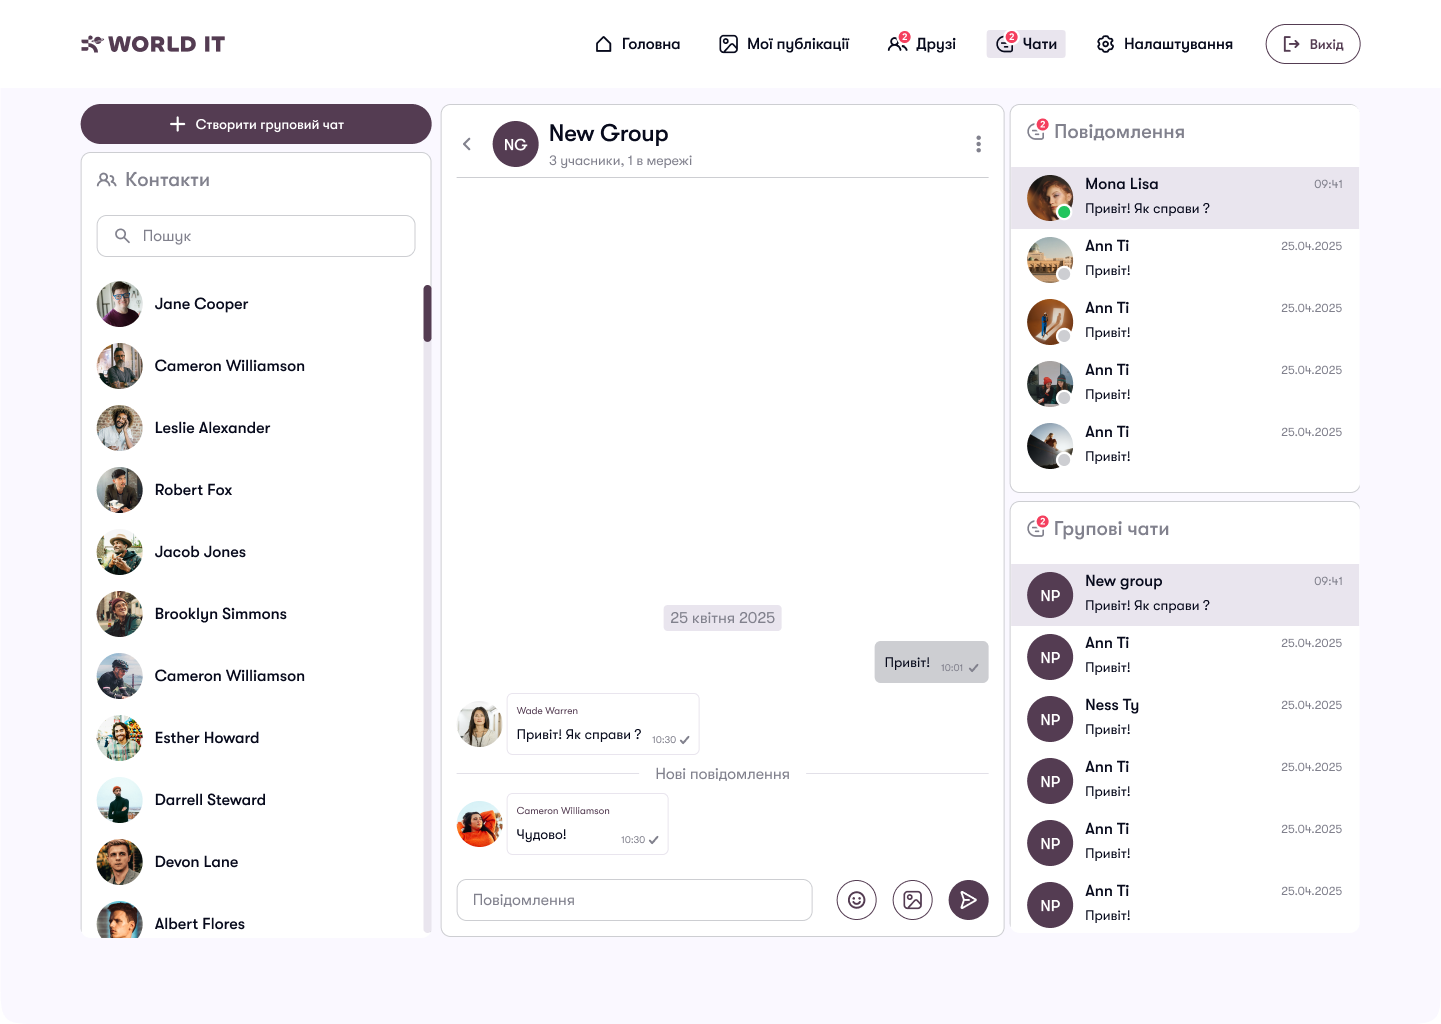 WORLD IT
Головна
Мої публікації
2
Друзі
2
Чати
Налаштування
Вихід
Створити груповий чат
Контакти
Пошук
Jane Cooper
Cameron Williamson
Leslie Alexander
Robert Fox
Jacob Jones
Brooklyn Simmons
Cameron Williamson
Esther Howard
Darrell Steward
Devon Lane
Albert Flores
NG
New Group
3 учасники, 1 в мережі
25 квітня 2025
Привіт! 10:01
Wade Warren
Привіт! Як справи ? 10:30
Нові повідомлення
Cameron Williamson
Чудово! 10:30
Повідомлення
2
Повідомлення
Mona Lisa 09:41
Привіт! Як справи ?
Ann Ti 25.04.2025
Привіт!
Ann Ti 25.04.2025
Привіт!
Ann Ti 25.04.2025
Привіт!
Ann Ti 25.04.2025
Привіт!
2
Групові чати
NP
New group 09:41
Привіт! Як справи ?
NP
Ann Ti 25.04.2025
Привіт!
NP
Ness Ty 25.04.2025
Привіт!
NP
Ann Ti 25.04.2025
Привіт!
NP
Ann Ti 25.04.2025
Привіт!
NP
Ann Ti 25.04.2025
Привіт!